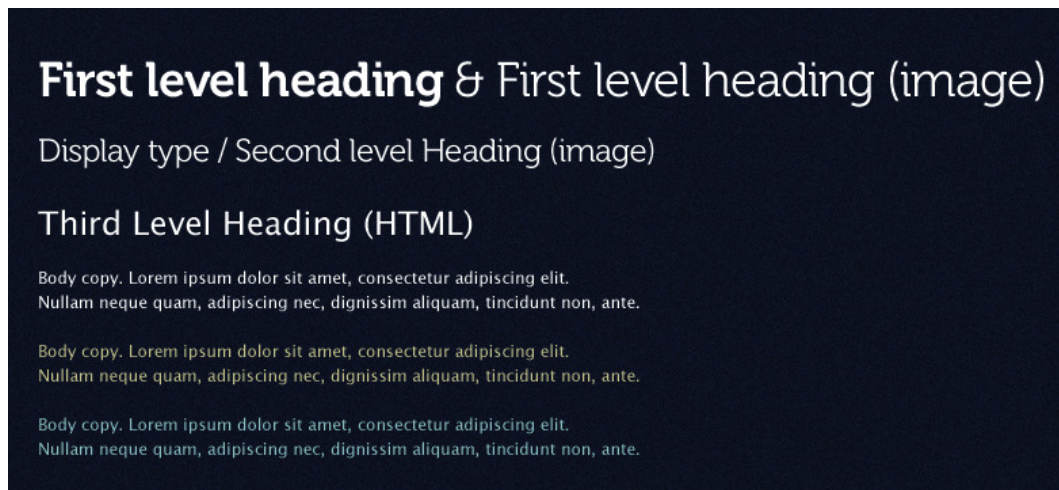 First level heading & First level heading (image)
Display type / Second level Heading (image)
Third Level Heading (HTML)
Body copy. Lorem ipsum dolor sit amet, consectetur adipiscing elit.
Nullam neque quam, adipiscing nec, dignissim aliquam, tincidunt non, ante.
Body copy. Lorem ipsum dolor sit amet, consectetur adipiscing elit.
Nullam neque quam, adipiscing nec, dignissim aliquam, tincidunt non, ante.
Body copy. Lorem ipsum dolor sit amet, consectetur adipiscing elit.
Nullam neque quam, adipiscing nec, dignissim aliquam, tincidunt non, ante.